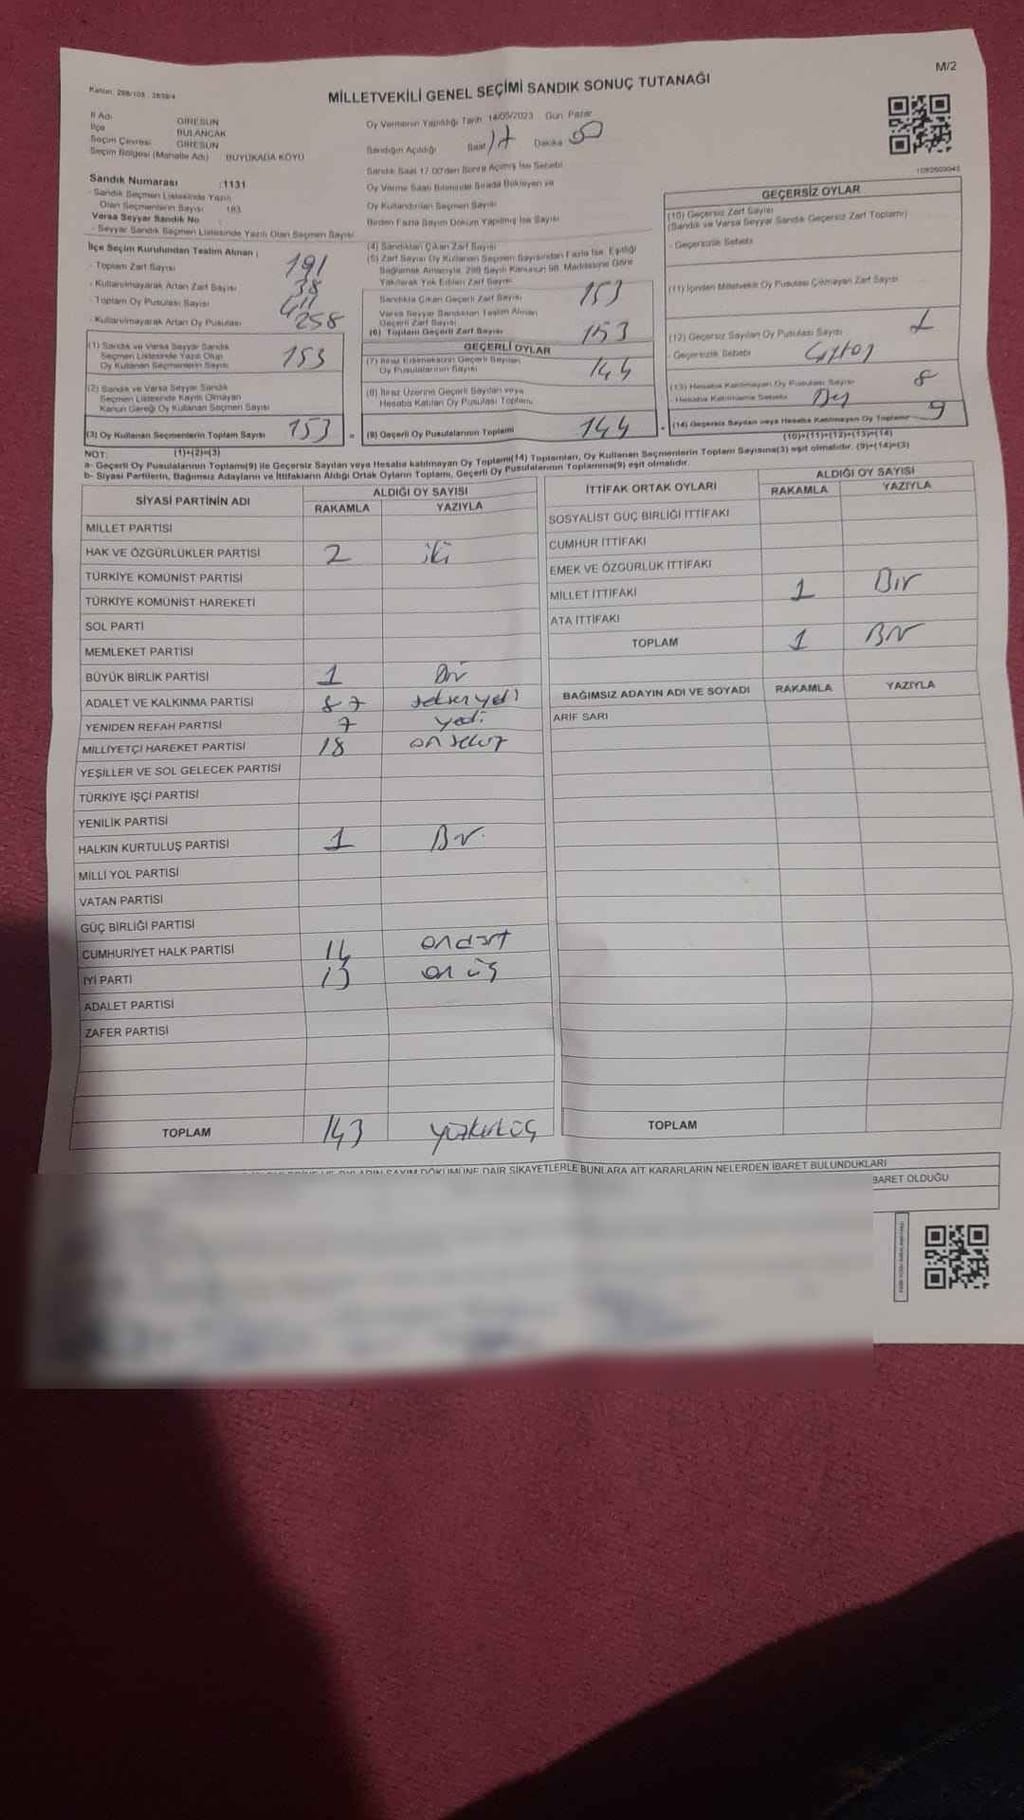 M/2
Kanun: 298/105 - 2839/4
MİLLETVEKİLİ GENEL SEÇİMİ SANDIK SONUÇ TUTANAĞI
İl Adı GİRESUN
İlçe BULANCAK
Seçim Çevresi GİRESUN
Seçim Bölgesi (Mahalle Adı) BÜYÜKADA KÖYÜ
Oy Vermenin Yapıldığı Tarih 14/05/2023 Gün Pazar
Sandığın Açıldığı Saat 17 Dakika 00
Sandık Saat 17.00'den Sonra Açılmış İse Sebebi
Oy Verme Saati Bitiminde Sırada Bekleyen ve
Oy Kullandırılan Seçmen Sayısı
Birden Fazla Sayım Döküm Yapılmış İse Sayısı
Sandık Numarası :1131
- Sandık Seçmen Listesinde Yazılı
Olan Seçmenlerin Sayısı 183
Varsa Seyyar Sandık No
- Seyyar Sandık Seçmen Listesinde Yazılı Olan Seçmen Sayısı
İlçe Seçim Kurulundan Teslim Alınan ;
- Toplam Zarf Sayısı 191
- Kullanılmayarak Artan Zarf Sayısı 38
- Toplam Oy Pusulası Sayısı 411
- Kullanılmayarak Artan Oy Pusulası 258
(1) Sandık ve Varsa Seyyar Sandık
Seçmen Listesinde Yazılı Olup
Oy Kullanan Seçmenlerin Sayısı 153
(2) Sandık ve Varsa Seyyar Sandık
Seçmen Listesinde Kayıtlı Olmayan
Kanun Gereği Oy Kullanan Seçmen Sayısı
(3) Oy Kullanan Seçmenlerin Toplam Sayısı 153
(1)+(2)=(3)
(4) Sandıktan Çıkan Zarf Sayısı
(5) Zarf Sayısı Oy Kullanan Seçmen Sayısından Fazla İse, Eşitliği
Sağlamak Amacıyla, 298 Sayılı Kanunun 98. Maddesine Göre
Yakılarak Yok Edilen Zarf Sayısı
Sandıkta Çıkan Geçerli Zarf Sayısı 153
Varsa Seyyar Sandıktan Teslim Alınan
Geçerli Zarf Sayısı
(6) Toplam Geçerli Zarf Sayısı 153
GEÇERLİ OYLAR
(7) İtiraz Edilmeksizin Geçerli Sayılan
Oy Pusulalarının Sayısı 144
(8) İtiraz Üzerine Geçerli Sayılan veya
Hesaba Katılan Oy Pusulası Toplamı
= (9) Geçerli Oy Pusulalarının Toplamı 144
GEÇERSİZ OYLAR
(10) Geçersiz Zarf Sayısı
(Sandık ve Varsa Seyyar Sandık Geçersiz Zarf Toplamı)
- Geçersizlik Sebebi
(11) İçinden Milletvekili Oy Pusulası Çıkmayan Zarf Sayısı
(12) Geçersiz Sayılan Oy Pusulası Sayısı 1
Geçersizlik Sebebi
(13) Hesaba Katılmayan Oy Pusulası Sayısı 8
- Hesaba Katılmama Sebebi
+ (14) Geçersiz Sayılan veya Hesaba Katılmayan Oy Toplamı 9
(10)+(11)+(12)+(13)=(14)
NOT:
a- Geçerli Oy Pusulalarının Toplamı(9) ile Geçersiz Sayılan veya Hesaba katılmayan Oy Toplamı(14) Toplamları, Oy Kullanan Seçmenlerin Toplam Sayısına(3) eşit olmalıdır. (9)+(14)=(3)
b- Siyasi Partilerin, Bağımsız Adayların ve İttifakların Aldığı Ortak Oyların Toplamı, Geçerli Oy Pusulalarının Toplamına(9) eşit olmalıdır.
SİYASİ PARTİNİN ADI ALDIĞI OY SAYISI
RAKAMLA YAZIYLA
MİLLET PARTİSİ
HAK VE ÖZGÜRLÜKLER PARTİSİ 2 iki
TÜRKİYE KOMÜNİST PARTİSİ
TÜRKİYE KOMÜNİST HAREKETİ
SOL PARTİ
MEMLEKET PARTİSİ
BÜYÜK BİRLİK PARTİSİ 1 Bir
ADALET VE KALKINMA PARTİSİ 87 seksenyedi
YENİDEN REFAH PARTİSİ 7 yedi
MİLLİYETÇİ HAREKET PARTİSİ 18 onsekiz
YEŞİLLER VE SOL GELECEK PARTİSİ
TÜRKİYE İŞÇİ PARTİSİ
YENİLİK PARTİSİ
HALKIN KURTULUŞ PARTİSİ 1 Bir
MİLLİ YOL PARTİSİ
VATAN PARTİSİ
GÜÇ BİRLİĞİ PARTİSİ
CUMHURİYET HALK PARTİSİ 14 ondört
İYİ PARTİ 13 on üç
ADALET PARTİSİ
ZAFER PARTİSİ
TOPLAM 143 yüzkırküç
İTTİFAK ORTAK OYLARI ALDIĞI OY SAYISI
RAKAMLA YAZIYLA
SOSYALİST GÜÇ BİRLİĞİ İTTİFAKI
CUMHUR İTTİFAKI
EMEK VE ÖZGÜRLÜK İTTİFAKI
MİLLET İTTİFAKI 1 Bir
ATA İTTİFAKI
TOPLAM 1 Bir
BAĞIMSIZ ADAYIN ADI VE SOYADI RAKAMLA YAZIYLA
ARİF SARI
TOPLAM
OYLARIN SAYIM DÖKÜMÜNE DAİR ŞİKAYETLERLE BUNLARA AİT KARARLARIN NELERDEN İBARET BULUNDUKLARI
İBARET OLDUĞU